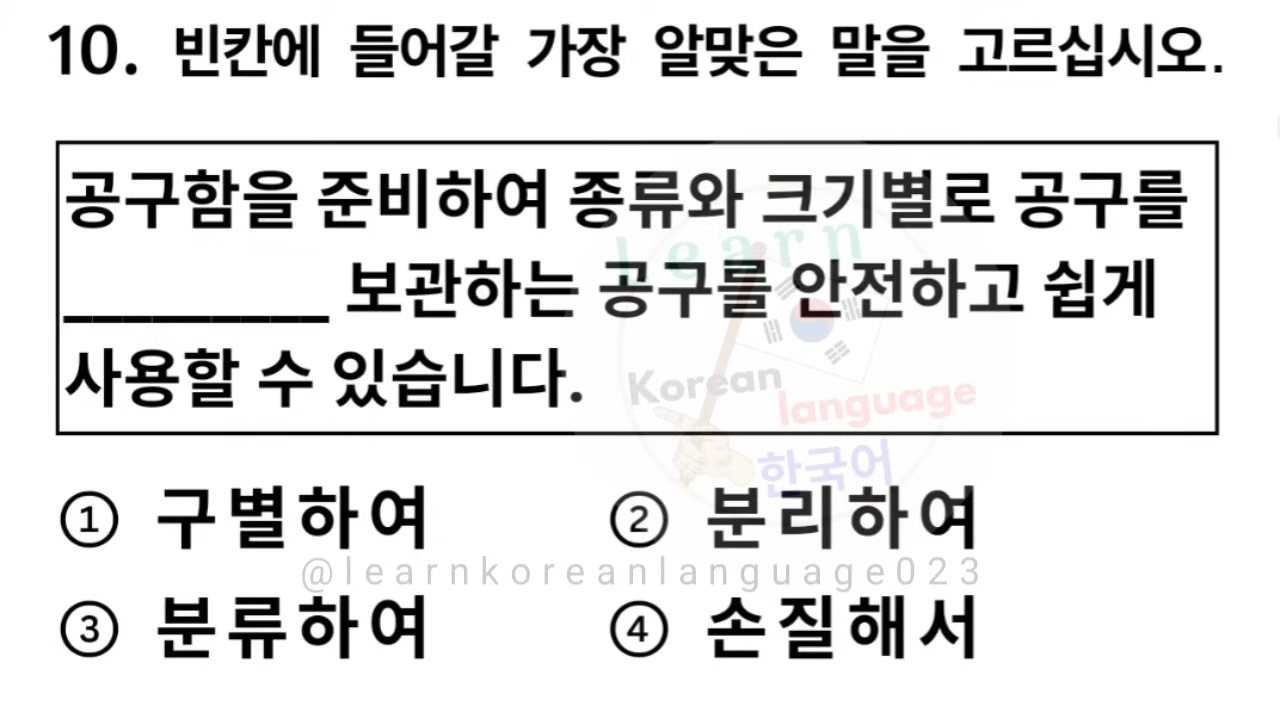 10. 빈칸에 들어갈 가장 알맞은 말을 고르십시오.
공구함을 준비하여 종류와 크기별로 공구를
_________ 보관하는 공구를 안전하고 쉽게
사용할 수 있습니다.
Learn
Korean
language
한국어
① 구별하여 ② 분리하여
@learnkoreanlanguage023
③ 분류하여 ④ 손질해서